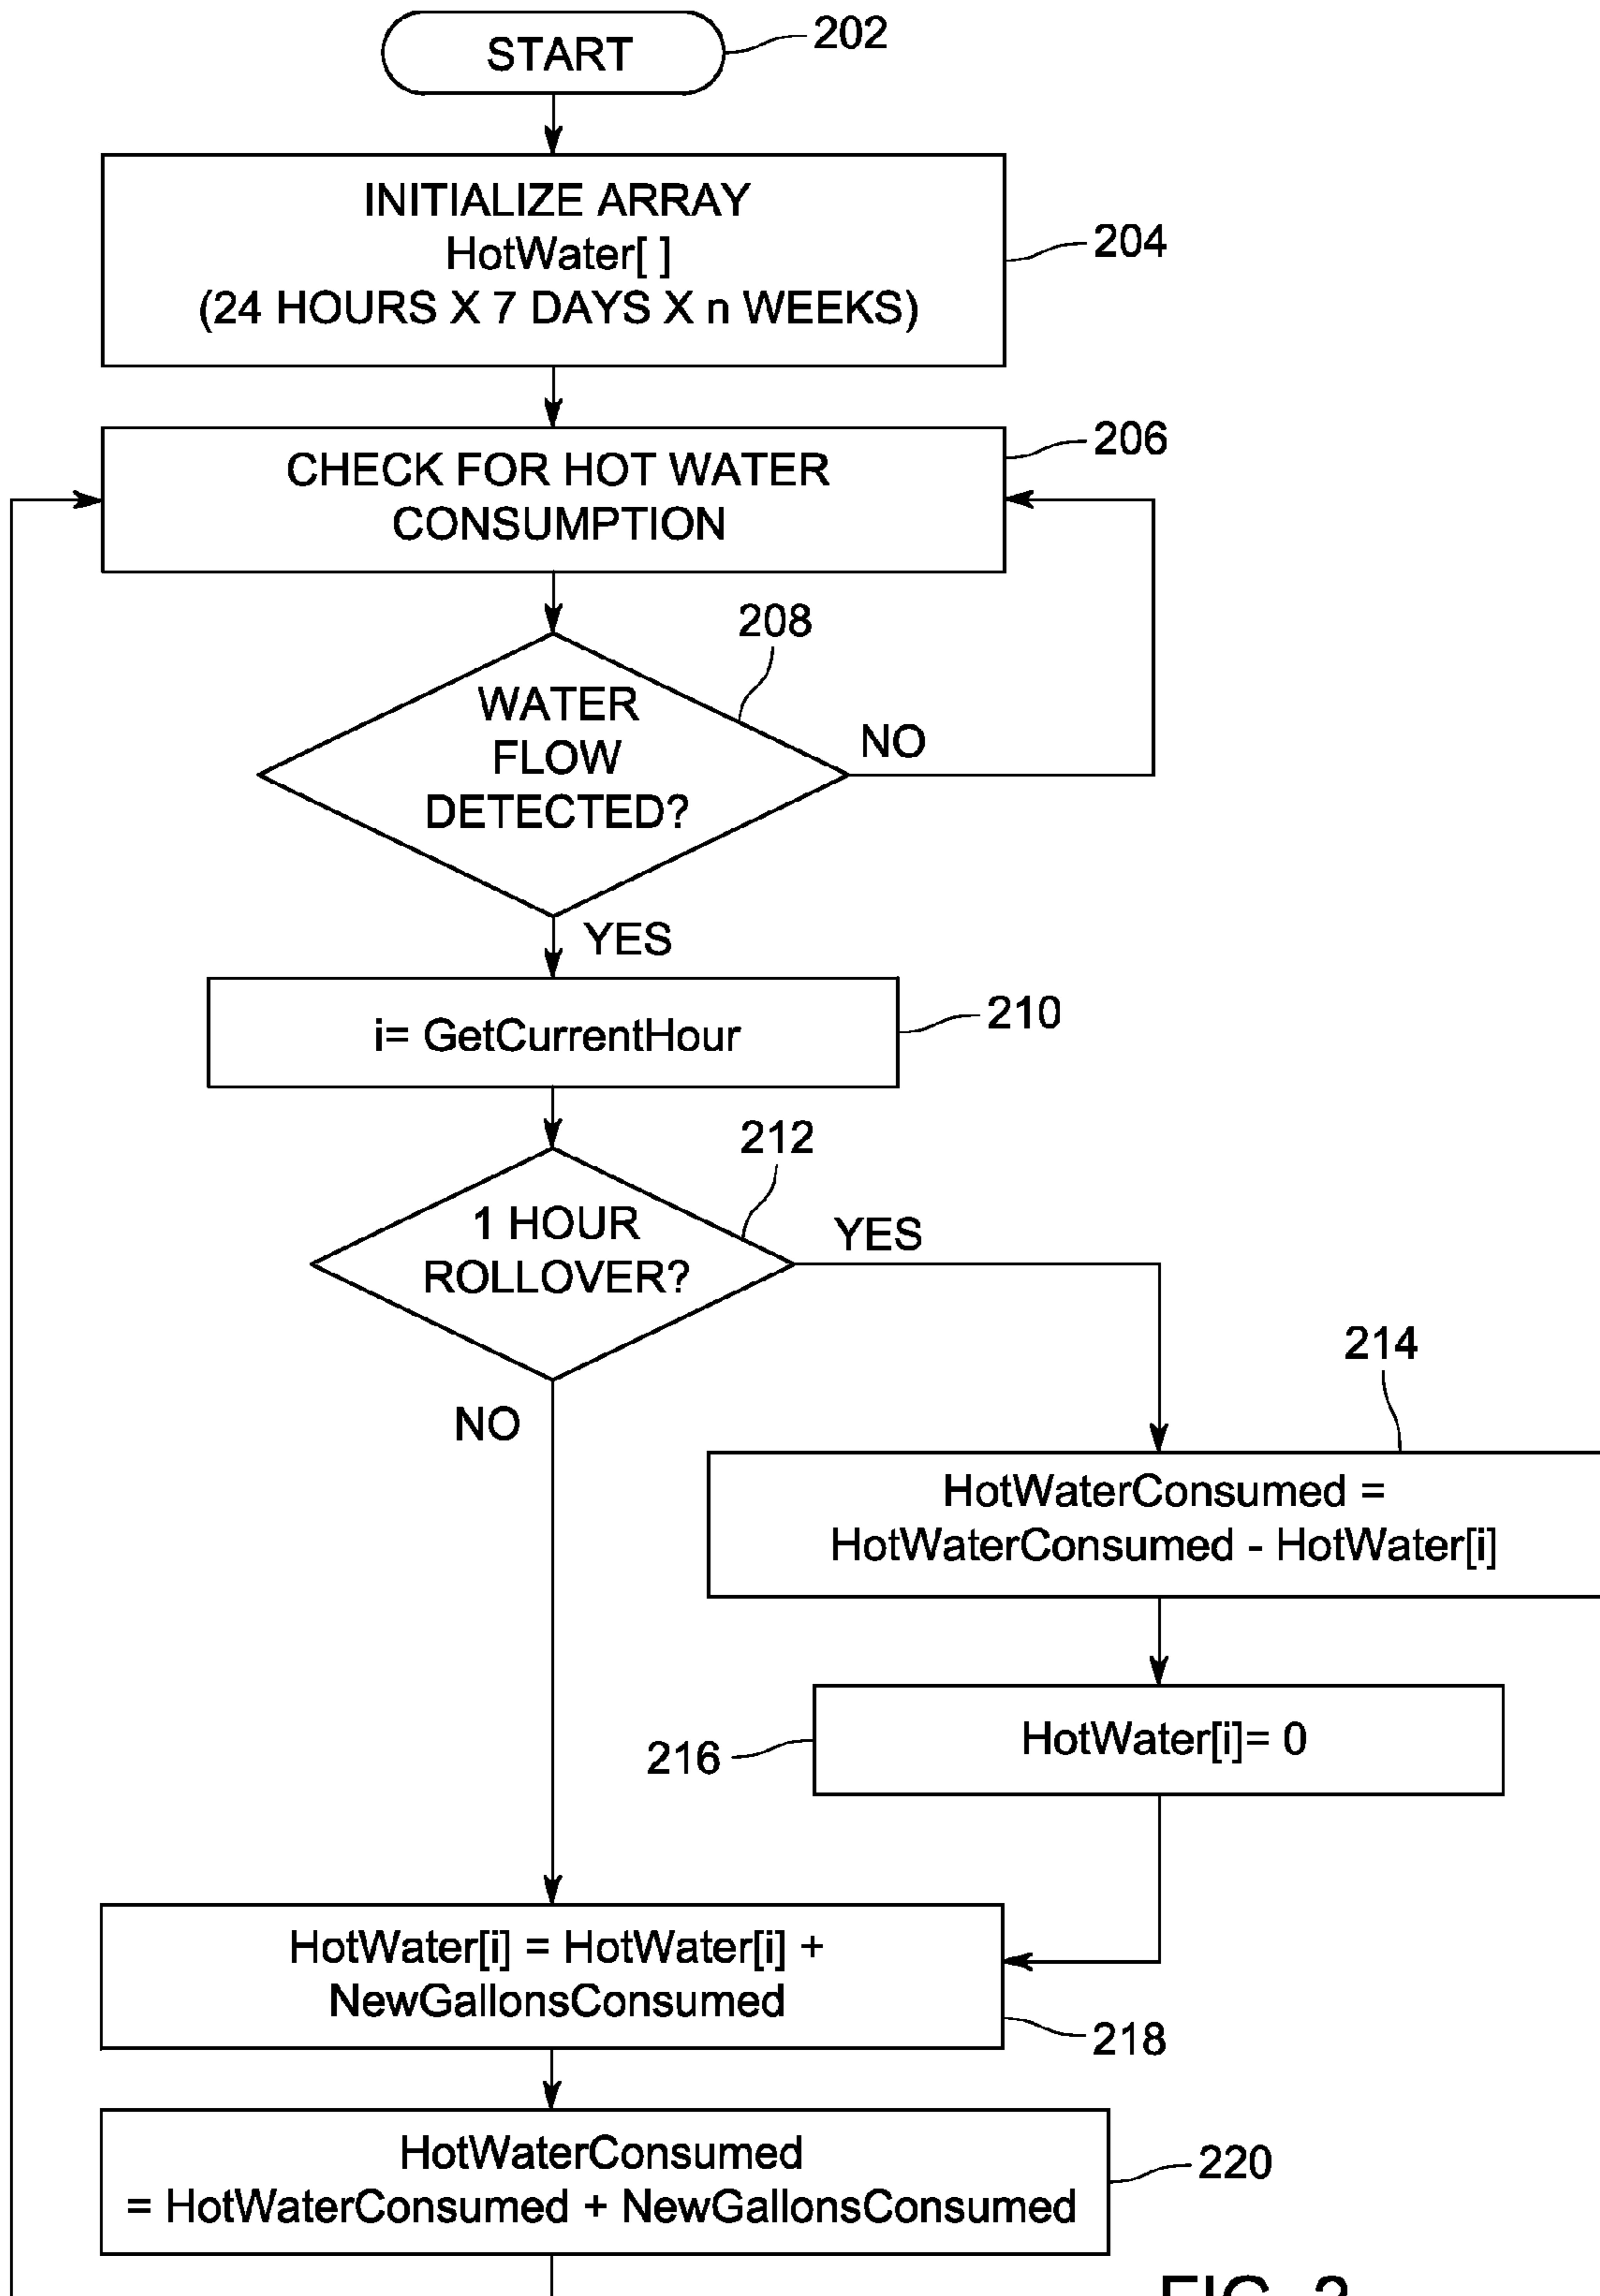 START
202
INITIALIZE ARRAY
HotWater[ ]
(24 HOURS X 7 DAYS X n WEEKS)
204
CHECK FOR HOT WATER
CONSUMPTION
206
208
WATER
FLOW
DETECTED?
NO
YES
i= GetCurrentHour
210
212
1 HOUR
ROLLOVER?
YES
NO
214
HotWaterConsumed =
HotWaterConsumed - HotWater[i]
HotWater[i]= 0
216
HotWater[i] = HotWater[i] +
NewGallonsConsumed
218
HotWaterConsumed
= HotWaterConsumed + NewGallonsConsumed
220